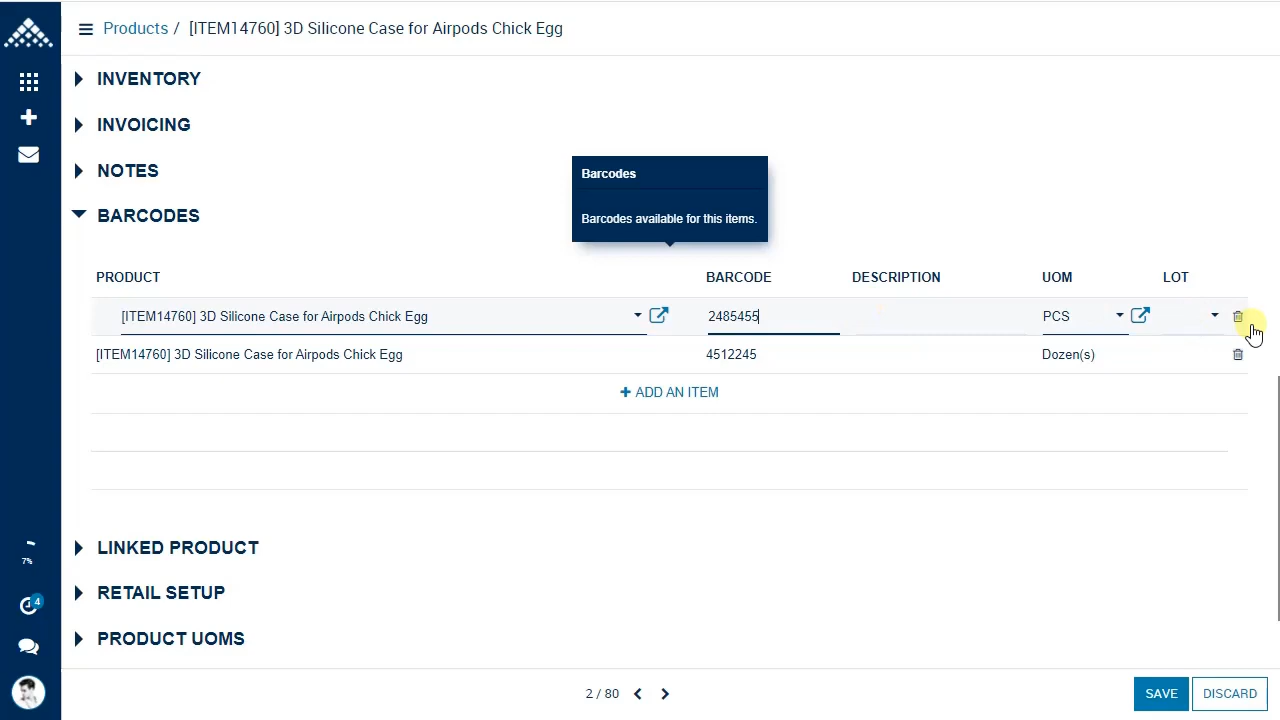 Products / [ITEM14760] 3D Silicone Case for Airpods Chick Egg
INVENTORY
INVOICING
NOTES
BARCODES
Barcodes
Barcodes available for this items.
PRODUCT BARCODE DESCRIPTION UOM LOT
[ITEM14760] 3D Silicone Case for Airpods Chick Egg 2485455 PCS
[ITEM14760] 3D Silicone Case for Airpods Chick Egg 4512245 Dozen(s)
+ ADD AN ITEM
LINKED PRODUCT
RETAIL SETUP
PRODUCT UOMS
7%
4
2 / 80
SAVE DISCARD